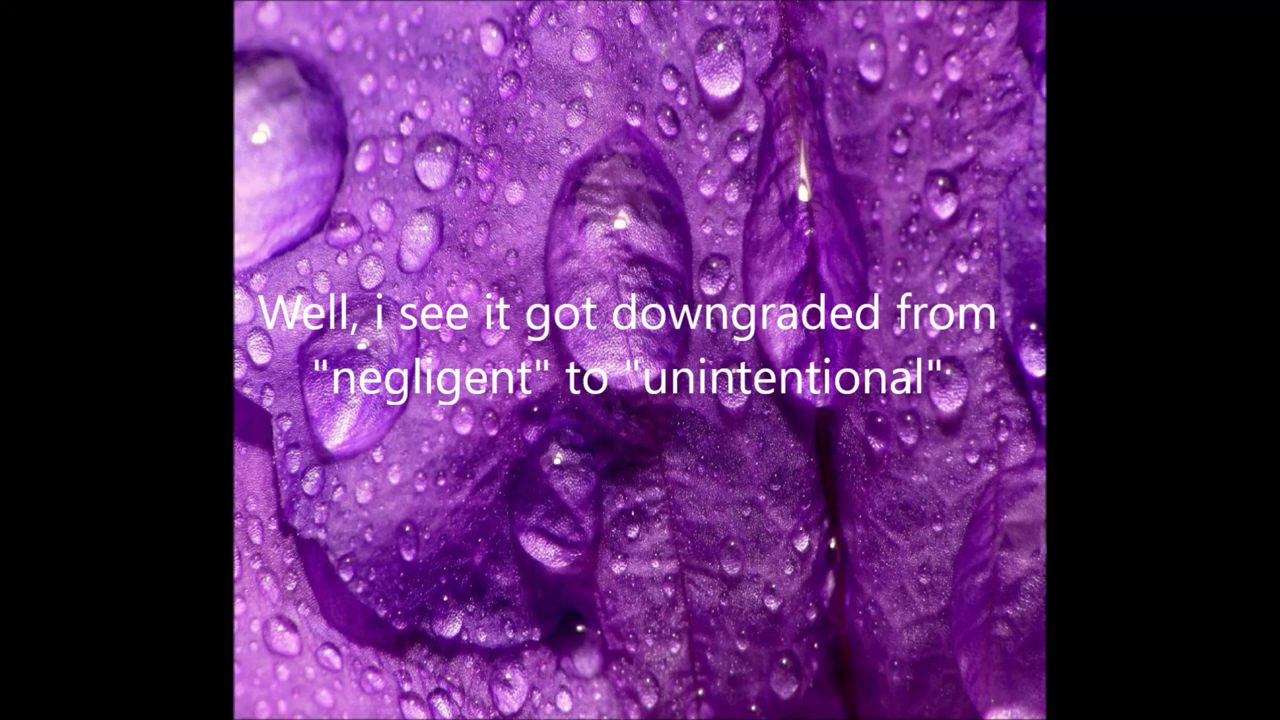 Well, i see it got downgraded from
"negligent" to "unintentional"